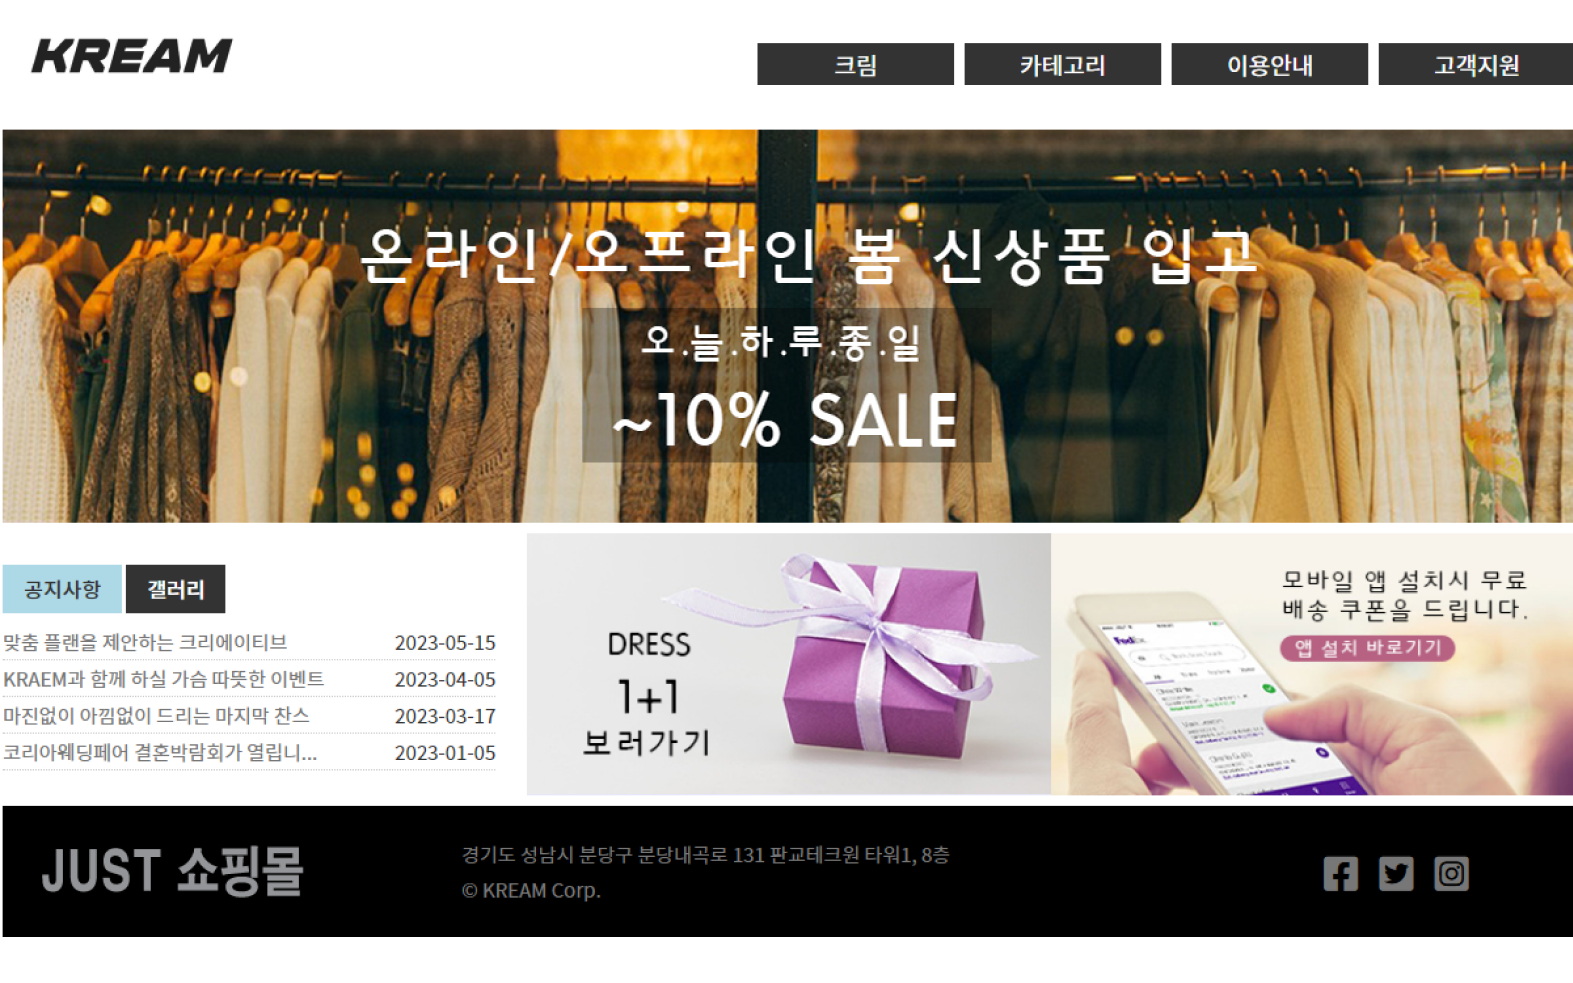 KREAM
크림 카테고리 이용안내 고객지원
온라인/오프라인 봄 신상품 입고
오.늘.하.루.종.일
~10% SALE
공지사항 갤러리
맞춤 플랜을 제안하는 크리에이티브 2023-05-15
KRAEM과 함께 하실 가슴 따뜻한 이벤트 2023-04-05
마진없이 아낌없이 드리는 마지막 찬스 2023-03-17
코리아웨딩페어 결혼박람회가 열립니... 2023-01-05
DRESS
1+1
보러가기
모바일 앱 설치시 무료
배송 쿠폰을 드립니다.
앱 설치 바로가기
FedEx
JUST 쇼핑몰
경기도 성남시 분당구 분당내곡로 131 판교테크원 타워1, 8층
© KREAM Corp.